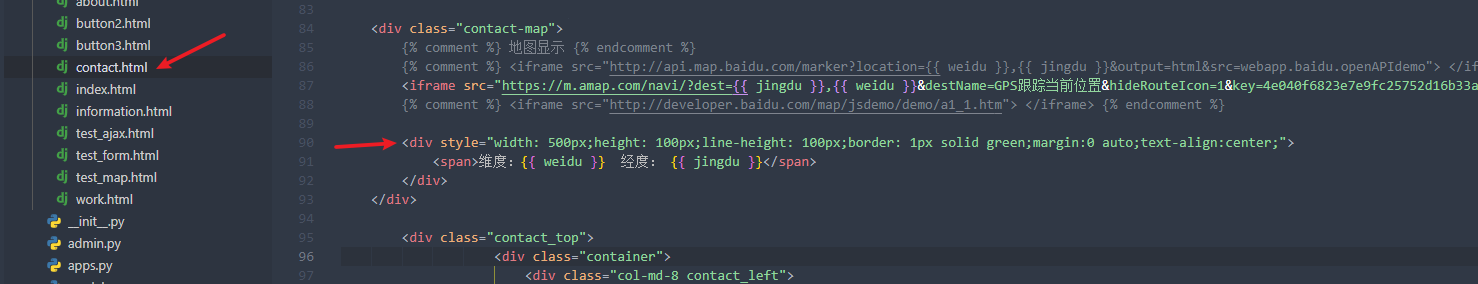 about.html
button2.html
button3.html
contact.html
index.html
information.html
test_ajax.html
test_form.html
test_map.html
work.html
__init__.py
admin.py
apps.py
83
84 <div class="contact-map">
85 {% comment %} 地图显示 {% endcomment %}
86 {% comment %} <iframe src="http://api.map.baidu.com/marker?location={{ weidu }},{{ jingdu }}&output=html&src=webapp.baidu.openAPIdemo"> </if
87 <iframe src="https://m.amap.com/navi/?dest={{ jingdu }},{{ weidu }}&destName=GPS跟踪当前位置&hideRouteIcon=1&key=4e040f6823e7e9fc25752d16b33a
88 {% comment %} <iframe src="http://developer.baidu.com/map/jsdemo/demo/a1_1.htm"> </iframe> {% endcomment %}
89
90 <div style="width: 500px;height: 100px;line-height: 100px;border: 1px solid green;margin:0 auto;text-align:center;">
91 <span>维度：{{ weidu }} 经度： {{ jingdu }}</span>
92 </div>
93 </div>
94
95 <div class="contact_top">
96 <div class="container">
97 <div class="col-md-8 contact_left">